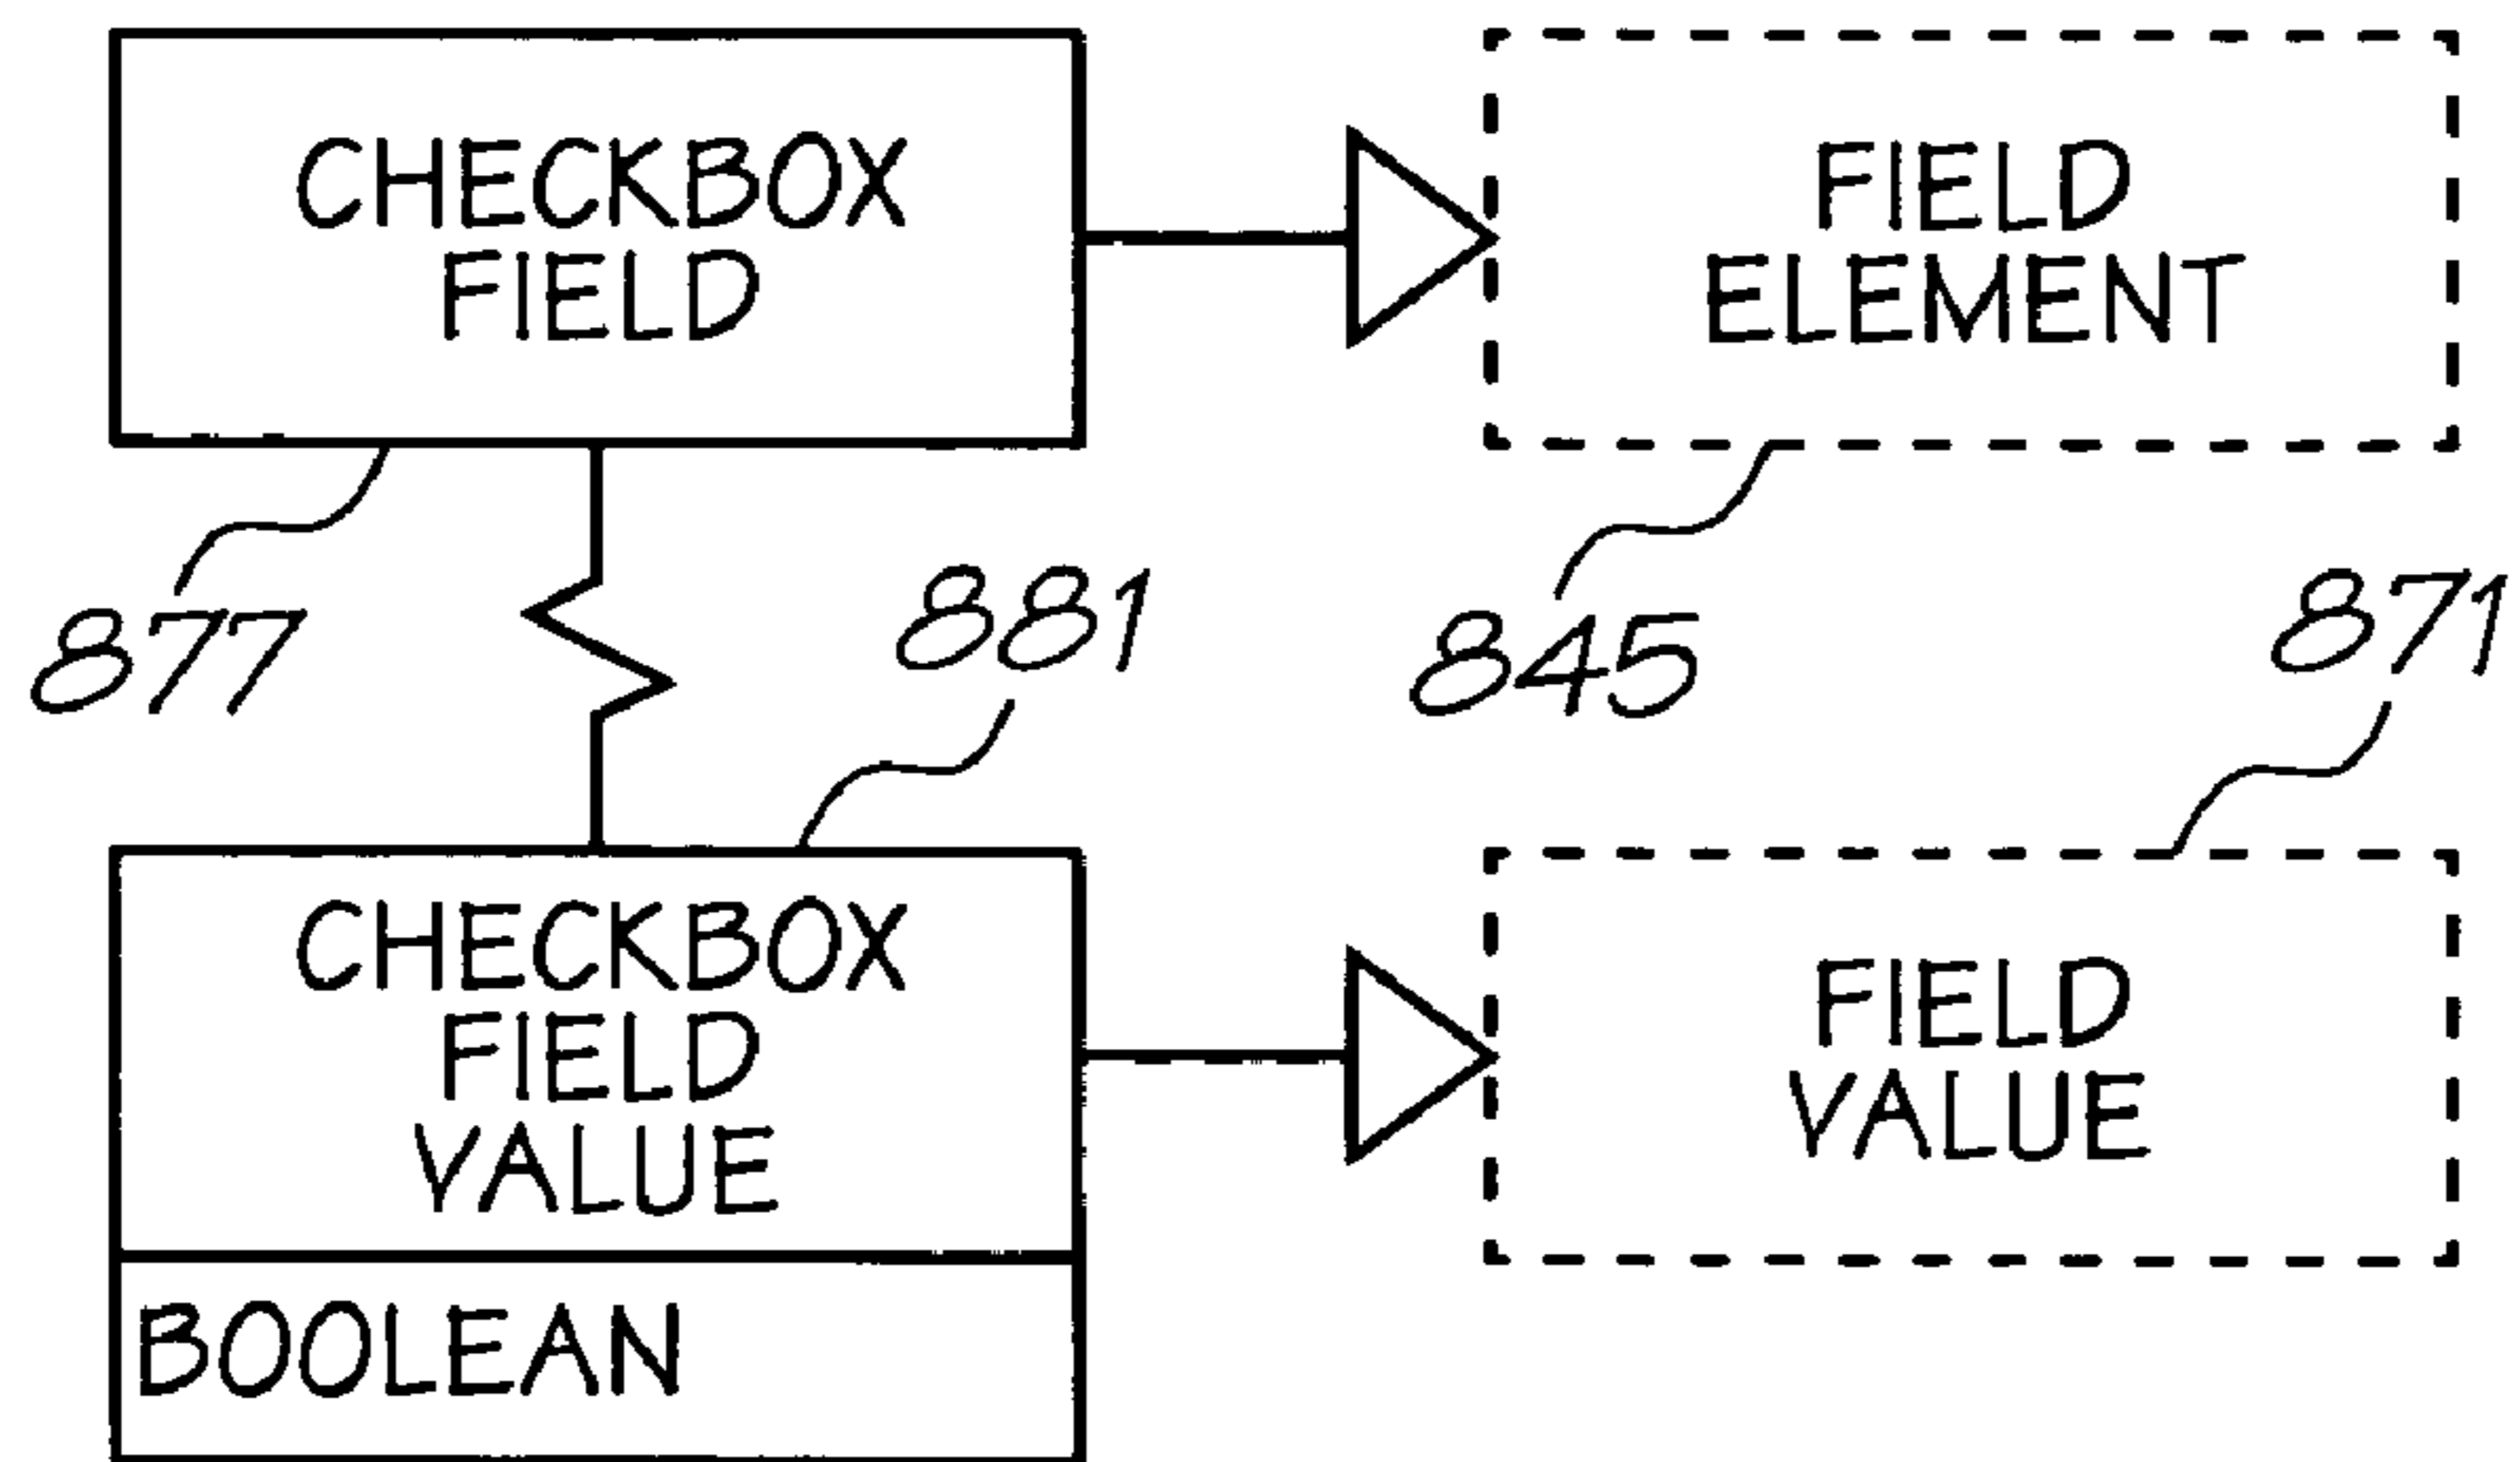 CHECKBOX
FIELD
FIELD
ELEMENT
877
881
845
871
CHECKBOX
FIELD
VALUE
FIELD
VALUE
BOOLEAN